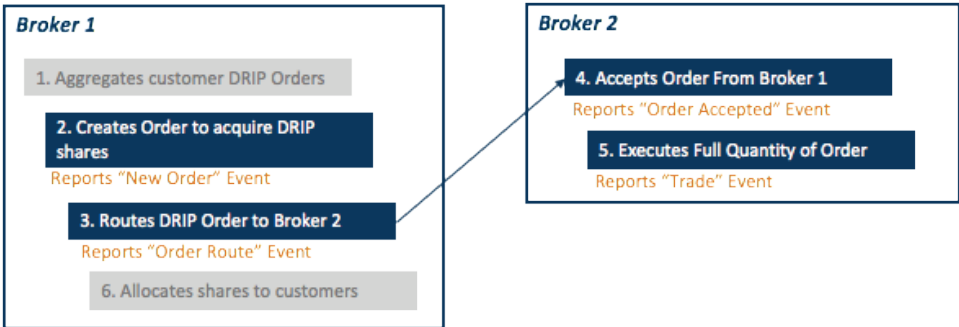 Broker 1
1. Aggregates customer DRIP Orders
2. Creates Order to acquire DRIP
shares
Reports "New Order" Event
3. Routes DRIP Order to Broker 2
Reports "Order Route" Event
6. Allocates shares to customers
Broker 2
4. Accepts Order From Broker 1
Reports "Order Accepted" Event
5. Executes Full Quantity of Order
Reports "Trade" Event